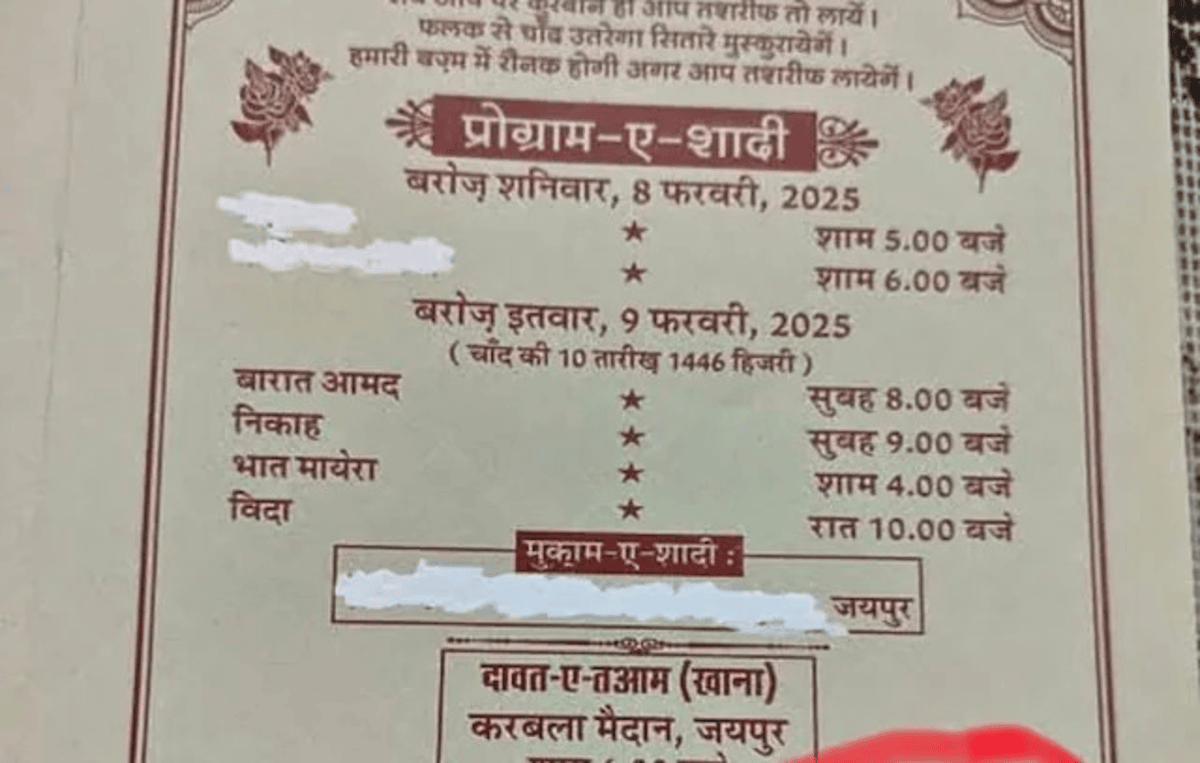 आप तशरीफ तो लायें।
फलक से चाँद उतरेगा सितारे मुस्कुरायेगें।
हमारी बज़्म में रौनक होगी अगर आप तशरीफ लायेगें।
प्रोग्राम-ए-शादी
बरोज़ शनिवार, 8 फरवरी, 2025
★ शाम 5.00 बजे
★ शाम 6.00 बजे
बरोज़ इतवार, 9 फरवरी, 2025
( चाँद की 10 तारीख़ 1446 हिजरी )
बारात आमद ★ सुबह 8.00 बजे
निकाह ★ सुबह 9.00 बजे
भात मायेरा ★ शाम 4.00 बजे
विदा ★ रात 10.00 बजे
मुक़ाम-ए-शादी :
जयपुर
दावत-ए-तआम (खाना)
करबला मैदान, जयपुर